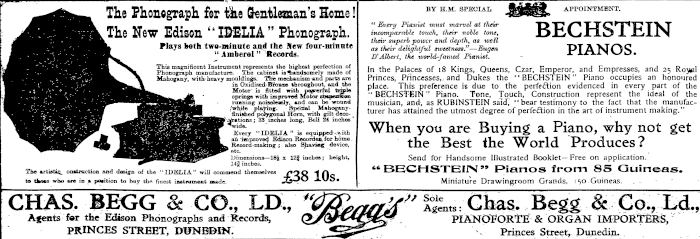 The Phonograph for the Gentleman's Home!
The New Edison "IDELIA" Phonograph.
Plays both two-minute and the New four-minute
"Amberol" Records.
This magnificent Instrument represents the highest perfection of
Phonograph manufacture. The cabinet is handsomely made of
Mahogany, with heavy mouldings. The mechanism and parts are
in Oxidised Bronze throughout, and the
Motor is fitted with powerful triple
springs with improved Motor
running noiselessly, and can be wound
while playing. Special Mahogany-
finished polygonal Horn, with gilt deco-
rations; 33 inches long, Bell 24 inches
wide.
Every "IDELIA" is equipped with
an improved Edison Recorder for Home
Record-making; also Shaving device,
etc.
Dimensions—18½ x 12½ inches; height,
14½ inches.
The artistic construction and design of the "IDELIA" will commend themselves
to those who are in a position to buy the finest instrument made.
£38 10s.
CHAS. BEGG & CO., LD.,
Agents for the Edison Phonographs and Records,
PRINCES STREET, DUNEDIN.
"Begg's"
BY H.M. SPECIAL APPOINTMENT.
"Every Pianist must marvel at their
incomparable touch, their noble tone,
their superb power and depth, as well
as their delightful sweetness."—Eugen
D'Albert, the world-famed Pianist.
BECHSTEIN
PIANOS.
In the Palaces of 18 Kings, Queens, Czar, Emperor, and Empresses, and 25 Royal
Princes, Princesses, and Dukes the "BECHSTEIN" Piano occupies an honoured
place. This preference is due to the perfection evidenced in every part of the
"BECHSTEIN" Piano. Tone, Touch, Construction represent the ideal of the
musician, and, as RUBINSTEIN said, "bear testimony to the fact that the manufac-
turer has attained the utmost degree of perfection in the art of instrument making."
When you are Buying a Piano, why not get
the Best the World Produces?
Send for Handsome Illustrated Booklet—Free on application.
"BECHSTEIN" Pianos from 85 Guineas.
Miniature Drawingroom Grands, 150 Guineas.
Sole
Agents:
Chas. Begg & Co., Ld.,
PIANOFORTE & ORGAN IMPORTERS,
Princes Street, Dunedin.